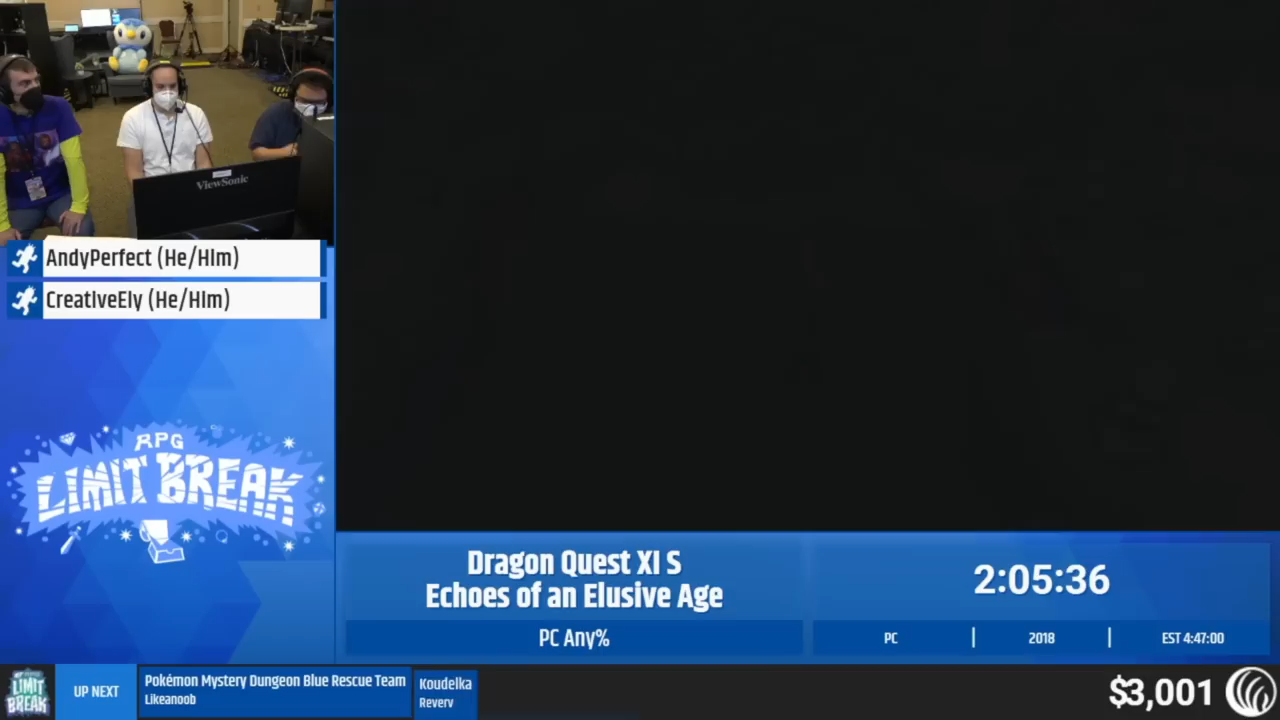 ViewSonic
AndyPerfect (He/Him)
CreatIveEly (He/Him)
RPG
LIMIT BREAK
Dragon Quest XI S
Echoes of an Elusive Age
PC Any%
2:05:36
PC | 2018 | EST 4:47:00
LIMIT
BREAK
UP NEXT
Pokémon Mystery Dungeon Blue Rescue Team
Likeanoob
Koudelka
Reverv
$3,001